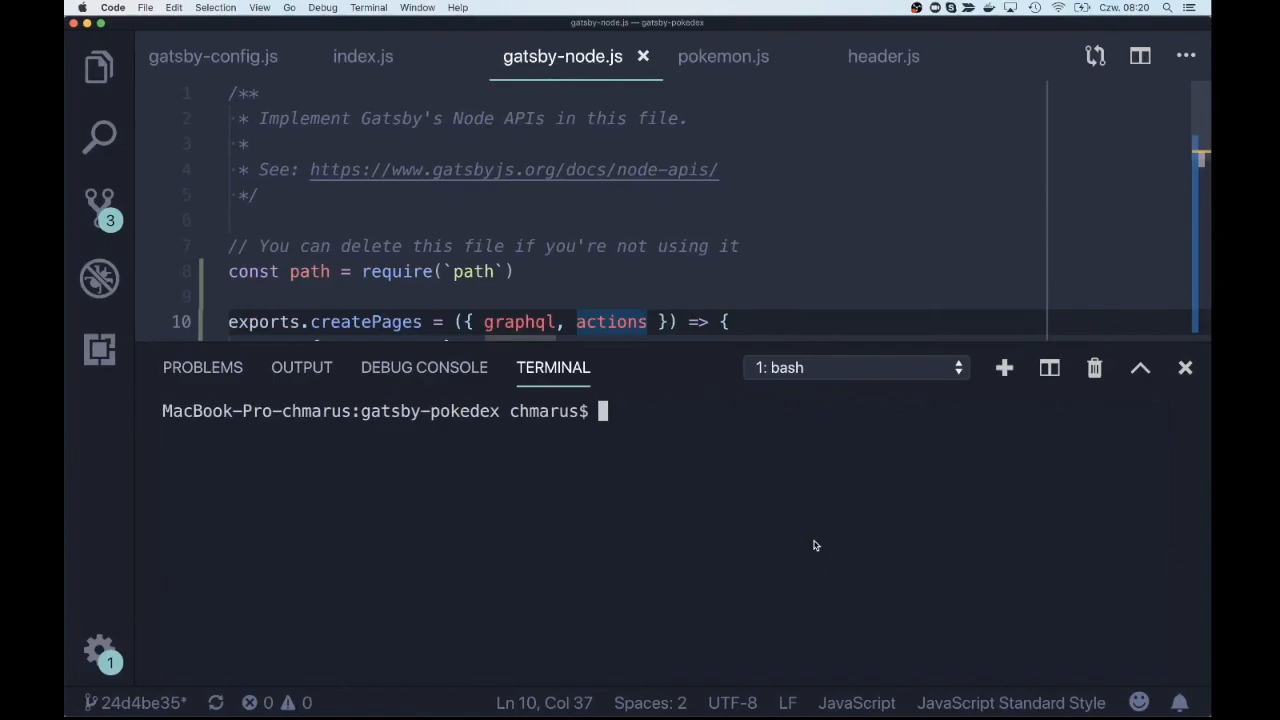 Code File Edit Selection View Go Debug Terminal Window Help Czw. 08:20
gatsby-node.js — gatsby-pokedex
gatsby-config.js index.js gatsby-node.js pokemon.js header.js
1 /**
2 * Implement Gatsby's Node APIs in this file.
3 *
4 * See: https://www.gatsbyjs.org/docs/node-apis/
5 */
6
7 // You can delete this file if you're not using it
8 const path = require(`path`)
9
10 exports.createPages = ({ graphql, actions }) => {
3
PROBLEMS OUTPUT DEBUG CONSOLE TERMINAL 1: bash
MacBook-Pro-chmarus:gatsby-pokedex chmarus$
1
24d4be35* 0 0 Ln 10, Col 37 Spaces: 2 UTF-8 LF JavaScript JavaScript Standard Style